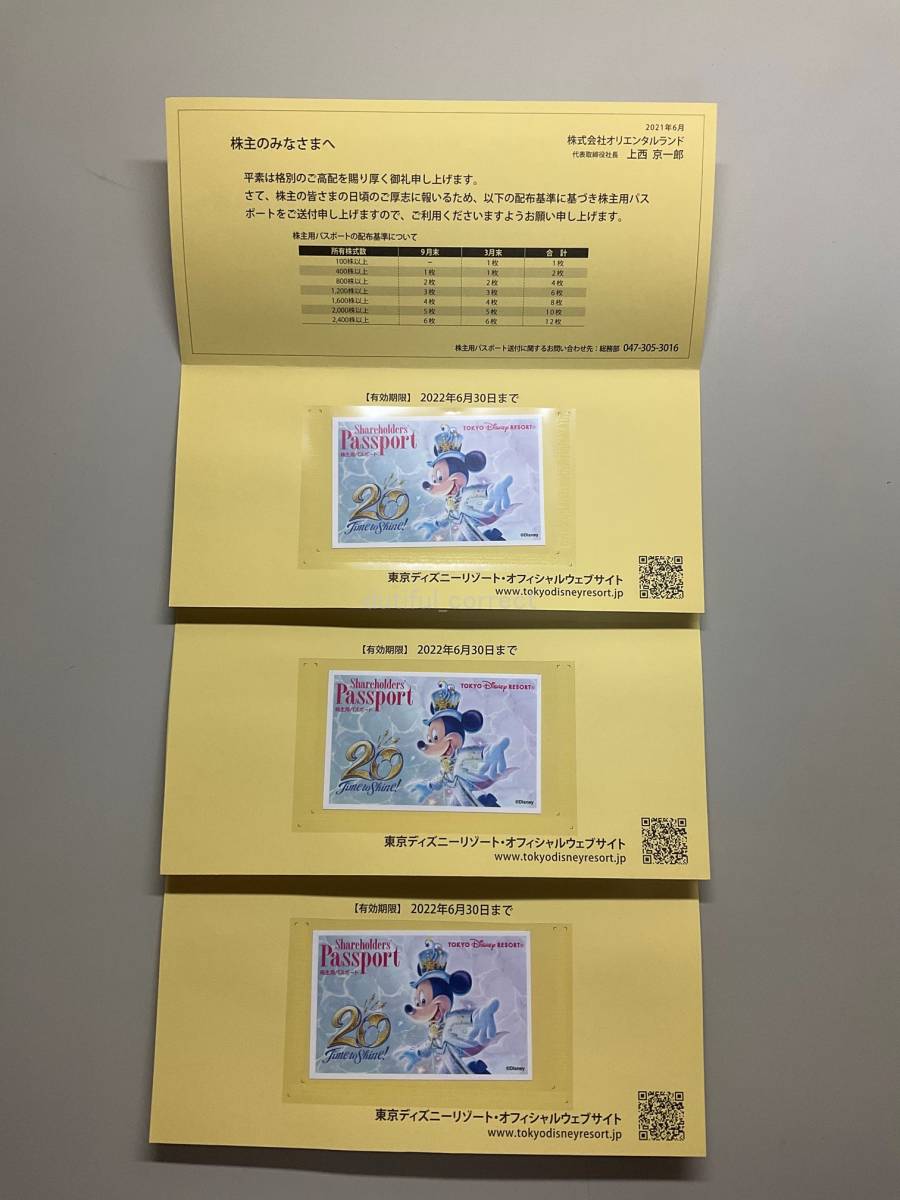 2021年6月
株主のみなさまへ
株式会社オリエンタルランド
代表取締役社長 上西 京一郎
平素は格別のご高配を賜り厚く御礼申し上げます。
さて、株主の皆さまの日頃のご厚志に報いるため、以下の配布基準に基づき株主用パス
ポートをご送付申し上げますので、ご利用くださいますようお願い申し上げます。
株主用パスポートの配布基準について
所有株式数 9月末 3月末 合 計
100株以上 − 1枚 1枚
400株以上 1枚 1枚 2枚
800株以上 2枚 2枚 4枚
1,200株以上 3枚 3枚 6枚
1,600株以上 4枚 4枚 8枚
2,000株以上 5枚 5枚 10枚
2,400株以上 6枚 6枚 12枚
株主用パスポート送付に関するお問い合わせ先：総務部 047-305-3016
【有効期限】 2022年6月30日まで
Shareholders'
Passport
株主用パスポート
TOKYO Disney RESORT®
20
Time to Shine!
©Disney
東京ディズニーリゾート・オフィシャルウェブサイト
www.tokyodisneyresort.jp
dutiful_correct
【有効期限】 2022年6月30日まで
Shareholders'
Passport
株主用パスポート
TOKYO Disney RESORT®
20
Time to Shine!
©Disney
東京ディズニーリゾート・オフィシャルウェブサイト
www.tokyodisneyresort.jp
【有効期限】 2022年6月30日まで
Shareholders'
Passport
株主用パスポート
TOKYO Disney RESORT®
20
Time to Shine!
©Disney
東京ディズニーリゾート・オフィシャルウェブサイト
www.tokyodisneyresort.jp